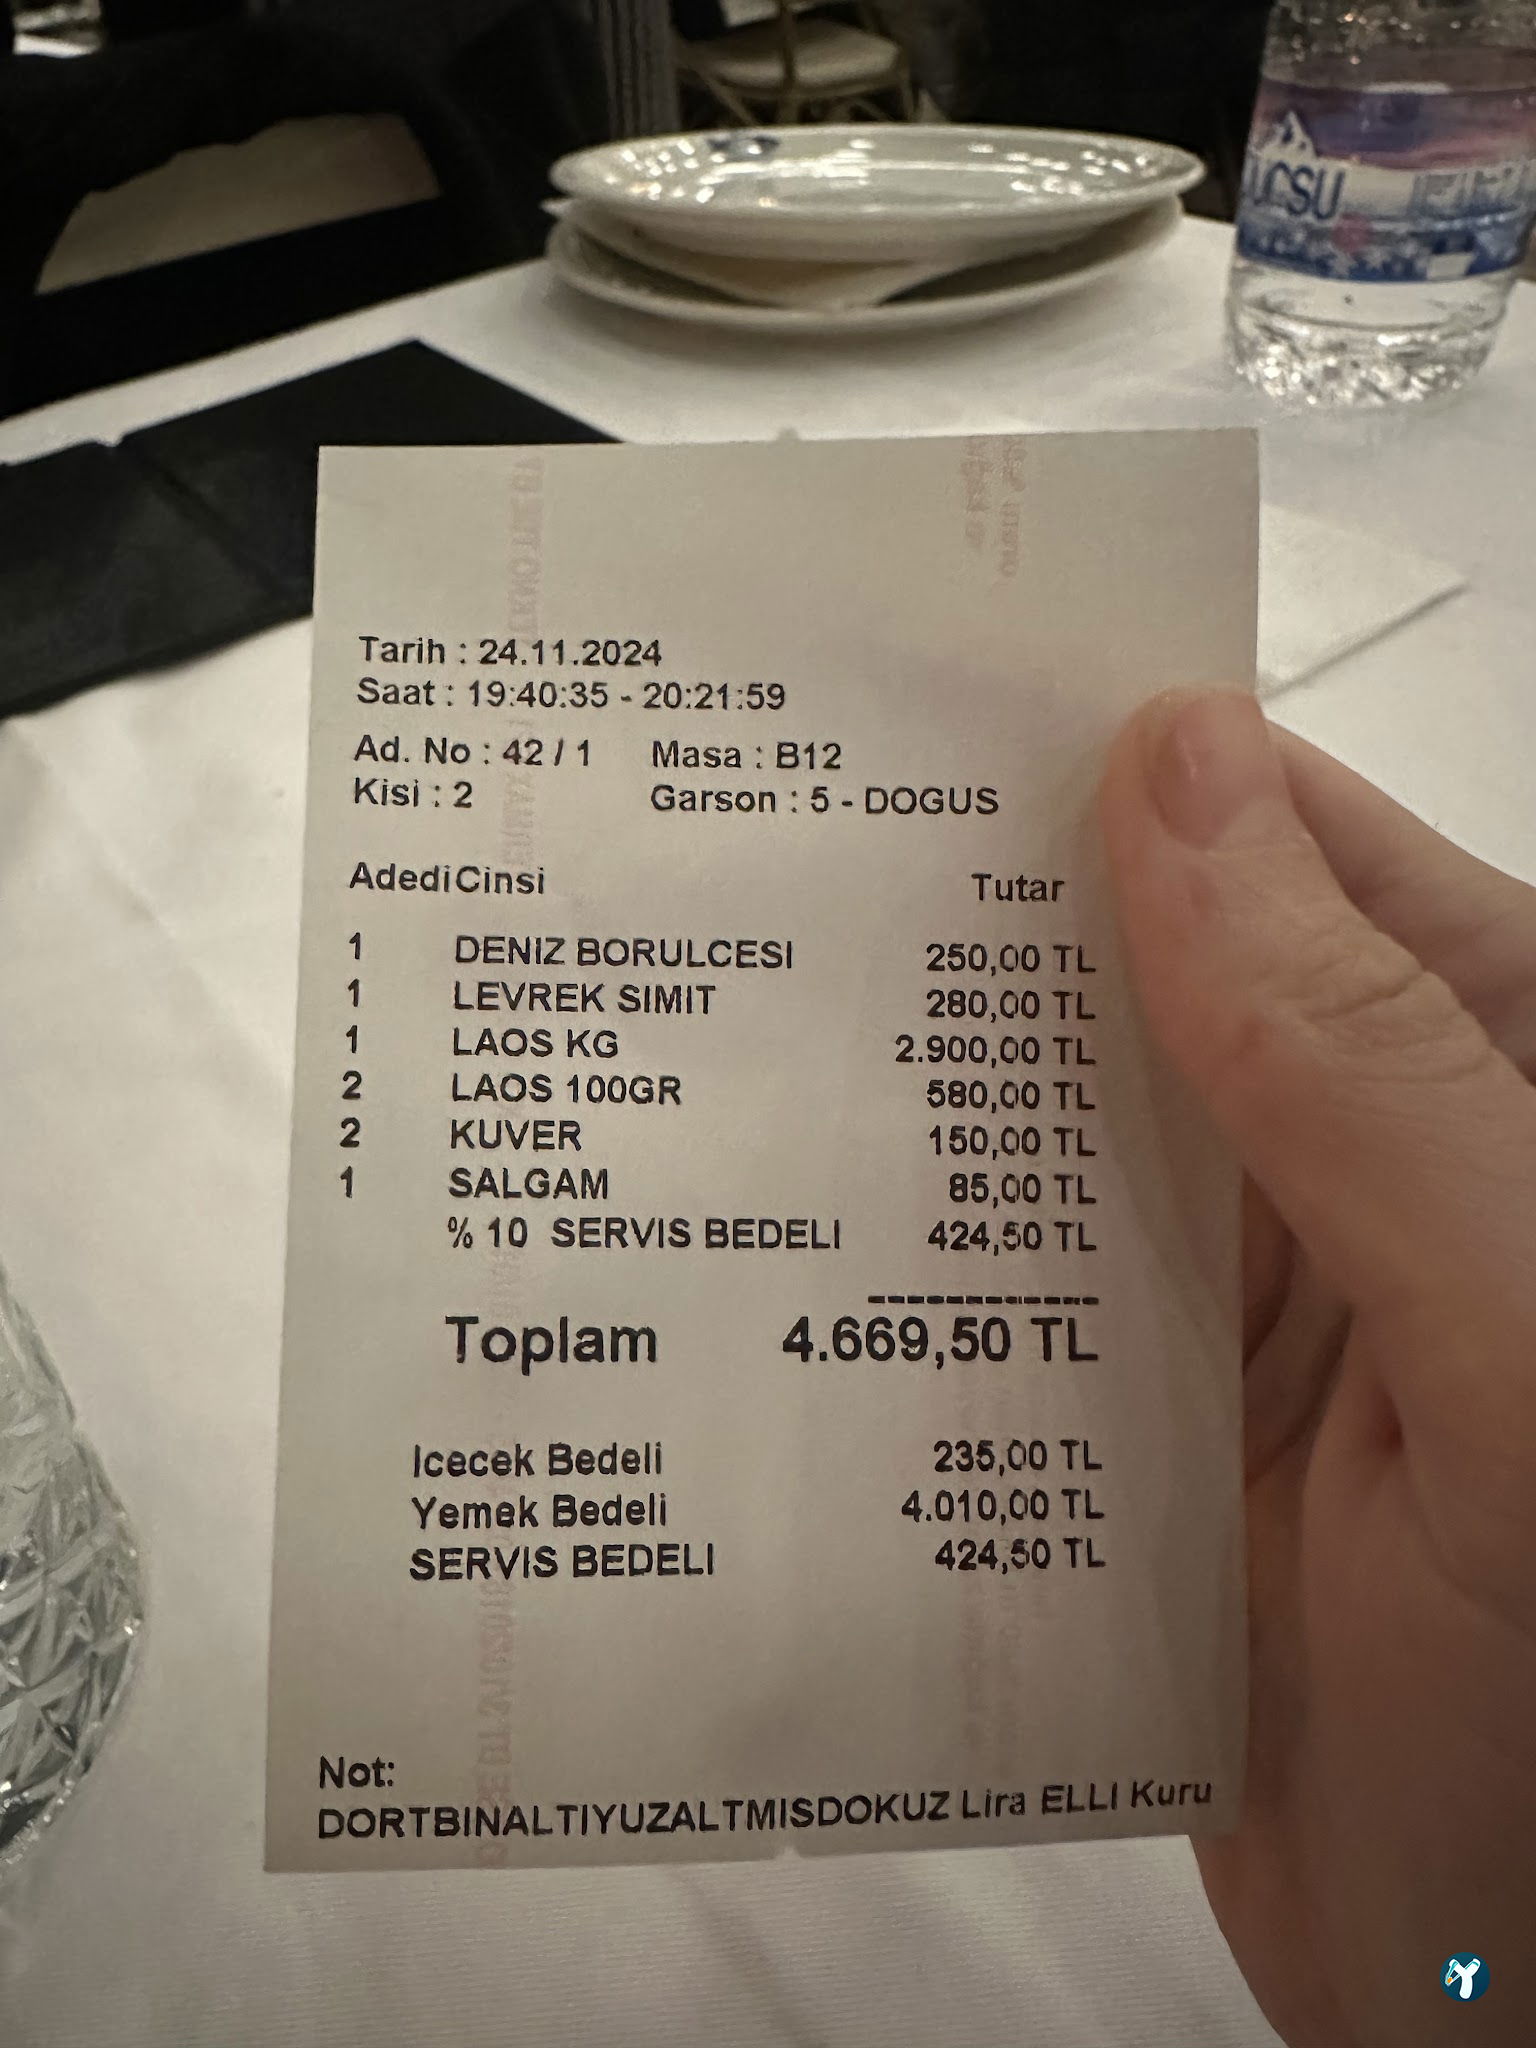 Tarih : 24.11.2024
Saat : 19:40:35 - 20:21:59
Ad. No : 42 / 1 Masa : B12
Kisi : 2 Garson : 5 - DOGUS
Adedi Cinsi Tutar
1 DENIZ BORULCESI 250,00 TL
1 LEVREK SIMIT 280,00 TL
1 LAOS KG 2.900,00 TL
2 LAOS 100GR 580,00 TL
2 KUVER 150,00 TL
1 SALGAM 85,00 TL
% 10 SERVIS BEDELI 424,50 TL
------------
Toplam 4.669,50 TL
Icecek Bedeli 235,00 TL
Yemek Bedeli 4.010,00 TL
SERVIS BEDELI 424,50 TL
Not:
DORTBINALTIYUZALTMISDOKUZ Lira ELLI Kuru